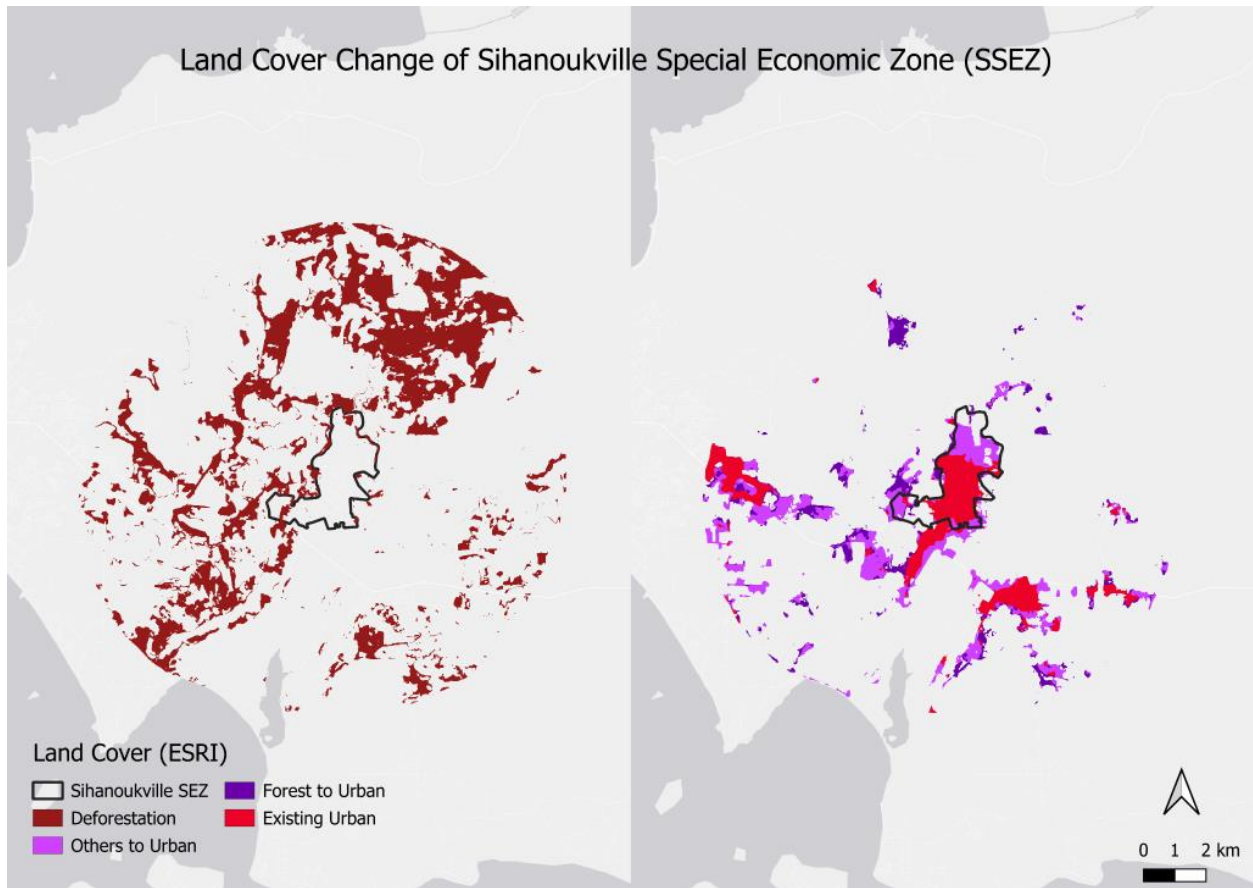 Land Cover Change of Sihanoukville Special Economic Zone (SSEZ)
Land Cover (ESRI)
Sihanoukville SEZ
Forest to Urban
Deforestation
Existing Urban
Others to Urban
0 1 2 km